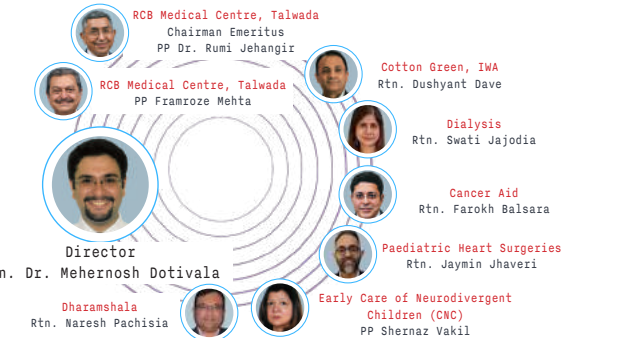 RCB Medical Centre, Talwada
Chairman Emeritus
PP Dr. Rumi Jehangir
RCB Medical Centre, Talwada
PP Framroze Mehta
Cotton Green, IWA
Rtn. Dushyant Dave
Dialysis
Rtn. Swati Jajodia
Cancer Aid
Rtn. Farokh Balsara
Director
n. Dr. Mehernosh Dotivala
Paediatric Heart Surgeries
Rtn. Jaymin Jhaveri
Dharamshala
Rtn. Naresh Pachisia
Early Care of Neurodivergent
Children (CNC)
PP Shernaz Vakil